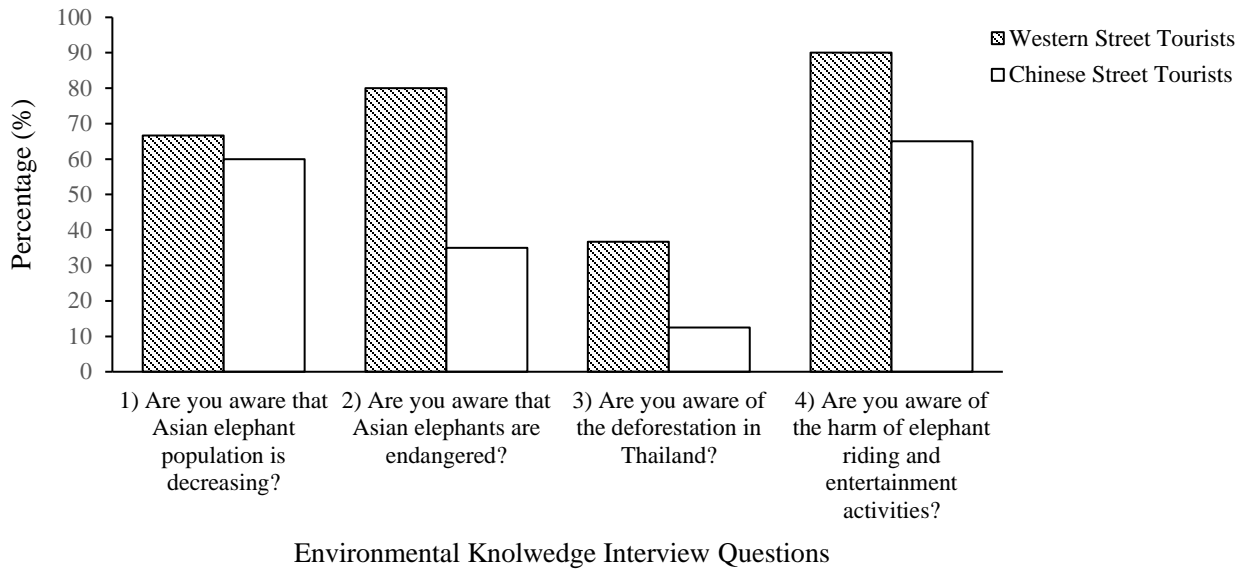 100
90
80
70
60
50
40
30
20
10
0
Percentage (%)
Western Street Tourists
Chinese Street Tourists
1) Are you aware that
Asian elephant
population is
decreasing?
2) Are you aware that
Asian elephants are
endangered?
3) Are you aware of
the deforestation in
Thailand?
4) Are you aware of
the harm of elephant
riding and
entertainment
activities?
Environmental Knolwedge Interview Questions